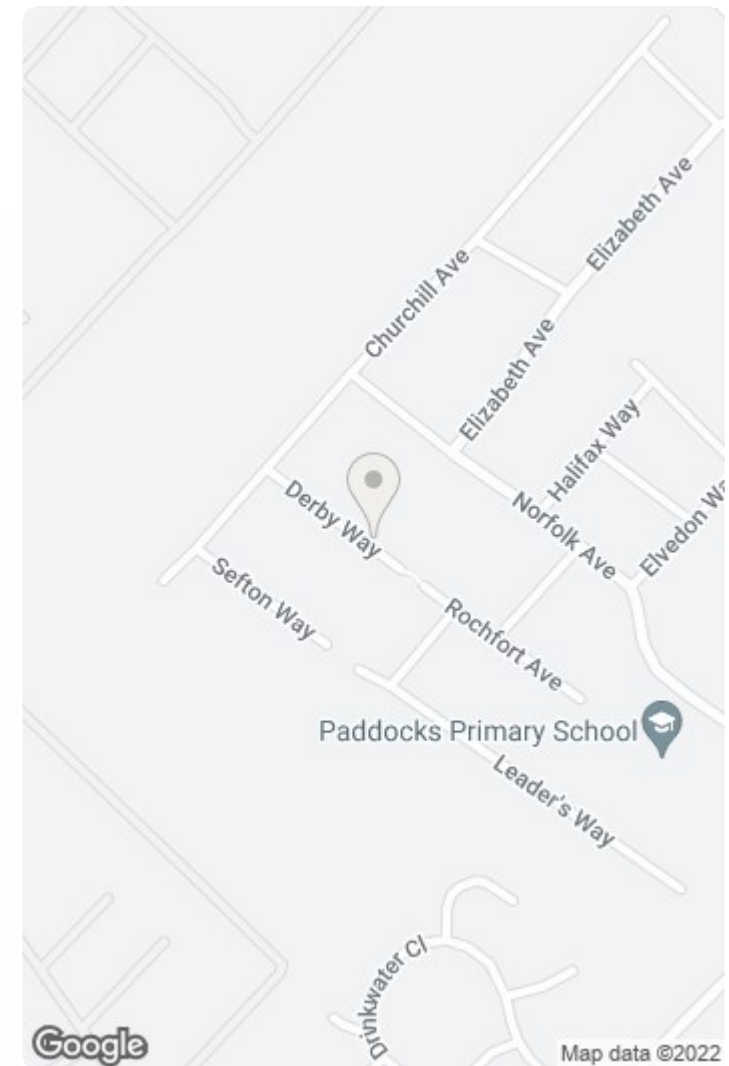 Elizabeth Ave
Churchill Ave
Elizabeth Ave
Halifax Way
Derby Way
Norfolk Ave
Elvedon Wa
Sefton Way
Rochfort Ave
Paddocks Primary School
Leader's Way
Drinkwater Cl
Google
Map data ©2022